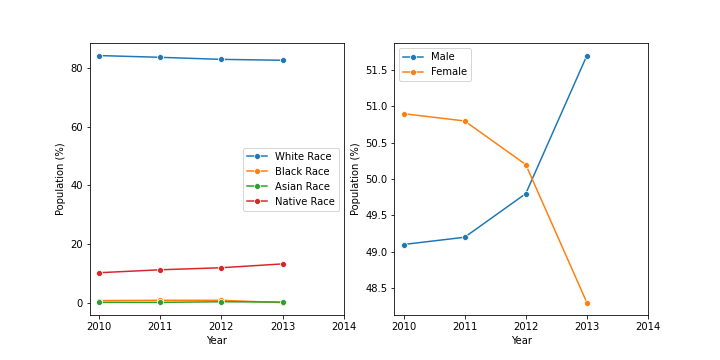 80
60
40
20
0
Population (%)
White Race
Black Race
Asian Race
Native Race
2010 2011 2012 2013 2014
Year
51.5
51.0
50.5
50.0
49.5
49.0
48.5
Population (%)
Male
Female
2010 2011 2012 2013 2014
Year